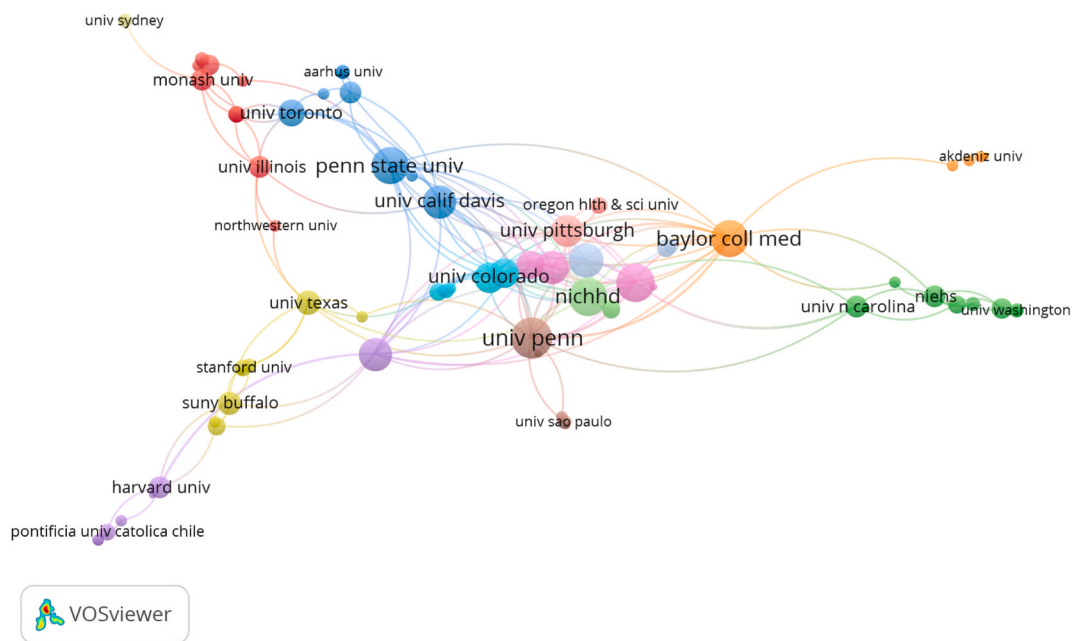 univ sydney
monash univ
aarhus univ
univ toronto
univ illinois
penn state univ
akdeniz univ
univ calif davis
oregon hlth & sci univ
northwestern univ
univ pittsburgh
baylor coll med
univ colorado
nichhd
niehs
univ texas
univ n carolina
univ washington
univ penn
stanford univ
suny buffalo
univ sao paulo
harvard univ
pontificia univ catolica chile
VOSviewer